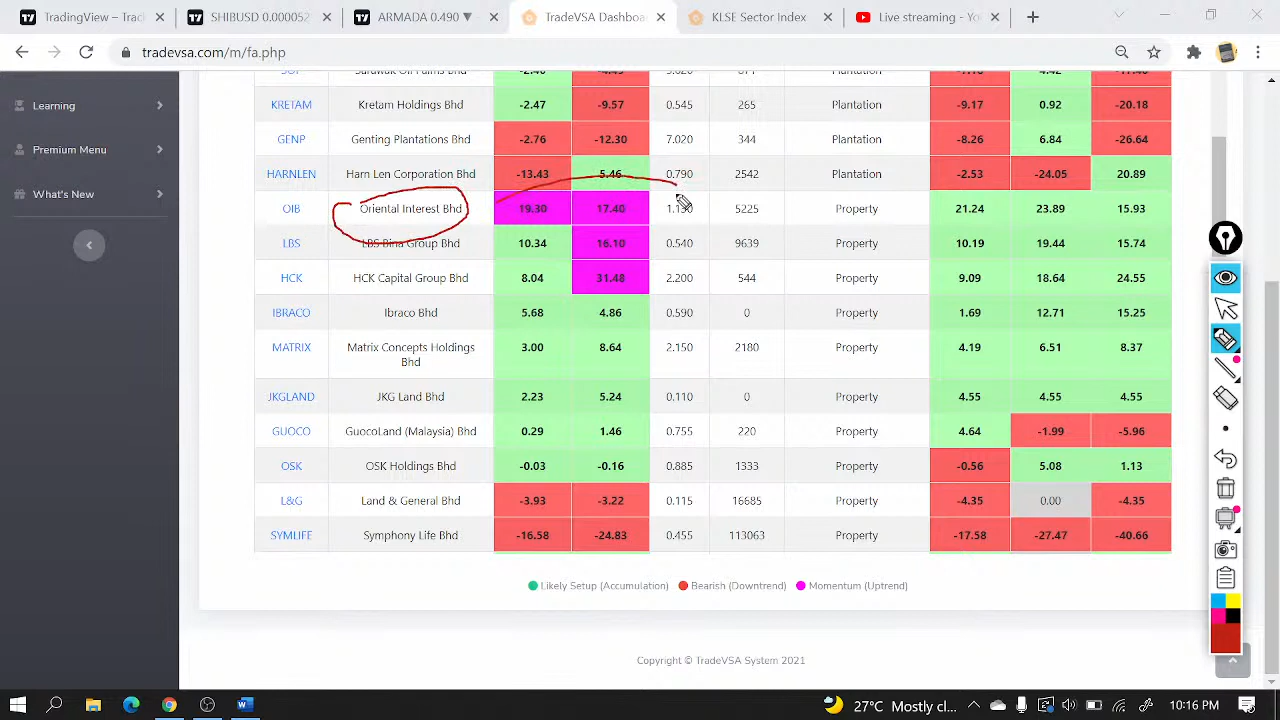 TradingView – Track
SHIBUSD 0.000052
ARMADA 0.490 ▼
TradeVSA Dashboa
KLSE Sector Index
Live streaming - Yo
tradevsa.com/m/fa.php
Learning
Premium Menu
What's New
KRETAM Kretam Holdings Bhd -2.47 -9.57 0.545 265 Plantation -9.17 0.92 -20.18
GENP Genting Plantations Bhd -2.76 -12.30 7.020 344 Plantation -8.26 6.84 -26.64
HARNLEN Harn Len Corporation Bhd -13.43 5.46 0.790 2542 Plantation -2.53 -24.05 20.89
OIB Oriental Interest Bhd 19.30 17.40 5225 Property 21.24 23.89 15.93
LBS LBS Bina Group Bhd 10.34 16.10 0.540 9639 Property 10.19 19.44 15.74
HCK HCK Capital Group Bhd 8.04 31.48 2.200 544 Property 9.09 18.64 24.55
IBRACO Ibraco Bhd 5.68 4.86 0.590 0 Property 1.69 12.71 15.25
MATRIX Matrix Concepts Holdings 3.00 8.64 2.150 2180 Property 4.19 6.51 8.37
Bhd
JKGLAND JKG Land Bhd 2.23 5.24 0.110 0 Property 4.55 4.55 4.55
GUOCO GuocoLand (Malaysia) Bhd 0.29 1.46 0.755 220 Property 4.64 -1.99 -5.96
OSK OSK Holdings Bhd -0.03 -0.16 0.885 1333 Property -0.56 5.08 1.13
L&G Land & General Bhd -3.93 -3.22 0.115 16685 Property -4.35 0.00 -4.35
SYMLIFE Symphony Life Bhd -16.58 -24.83 0.455 113063 Property -17.58 -27.47 -40.66
Likely Setup (Accumulation) Bearish (Downtrend) Momentum (Uptrend)
Copyright © TradeVSA System 2021
27°C Mostly cl... 10:16 PM